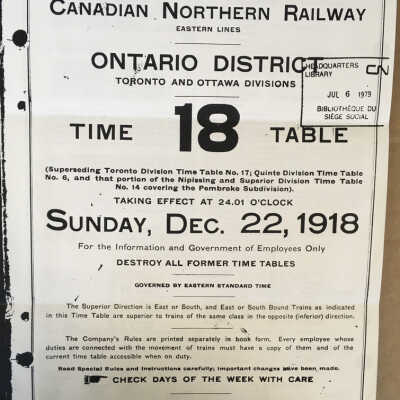 CANADIAN NORTHERN RAILWAY
EASTERN LINES
ONTARIO DISTRICT
TORONTO AND OTTAWA DIVISIONS
HEADQUARTERS
LIBRARY
CN
JUL 6 1979
BIBLIOTHÈQUE DU
SIÈGE SOCIAL
TIME 18 TABLE
(Superseding Toronto Division Time Table No. 17; Quinte Division Time Table
No. 6, and that portion of the Nipissing and Superior Division Time Table
No. 14 covering the Pembroke Subdivision).
TAKING EFFECT AT 24.01 O'CLOCK
SUNDAY, DEC. 22, 1918
For the Information and Government of Employees Only
DESTROY ALL FORMER TIME TABLES
GOVERNED BY EASTERN STANDARD TIME
The Superior Direction is East or South, and East or South Bound Trains as indicated
in this Time Table are superior to trains of the same class in the opposite (inferior) direction.
The Company's Rules are printed separately in book form. Every employee whose
duties are connected with the movement of trains must have a copy of them and of the
current time table accessible when on duty.
Read Special Rules and Instructions carefully; important changes have been made.
CHECK DAYS OF THE WEEK WITH CARE